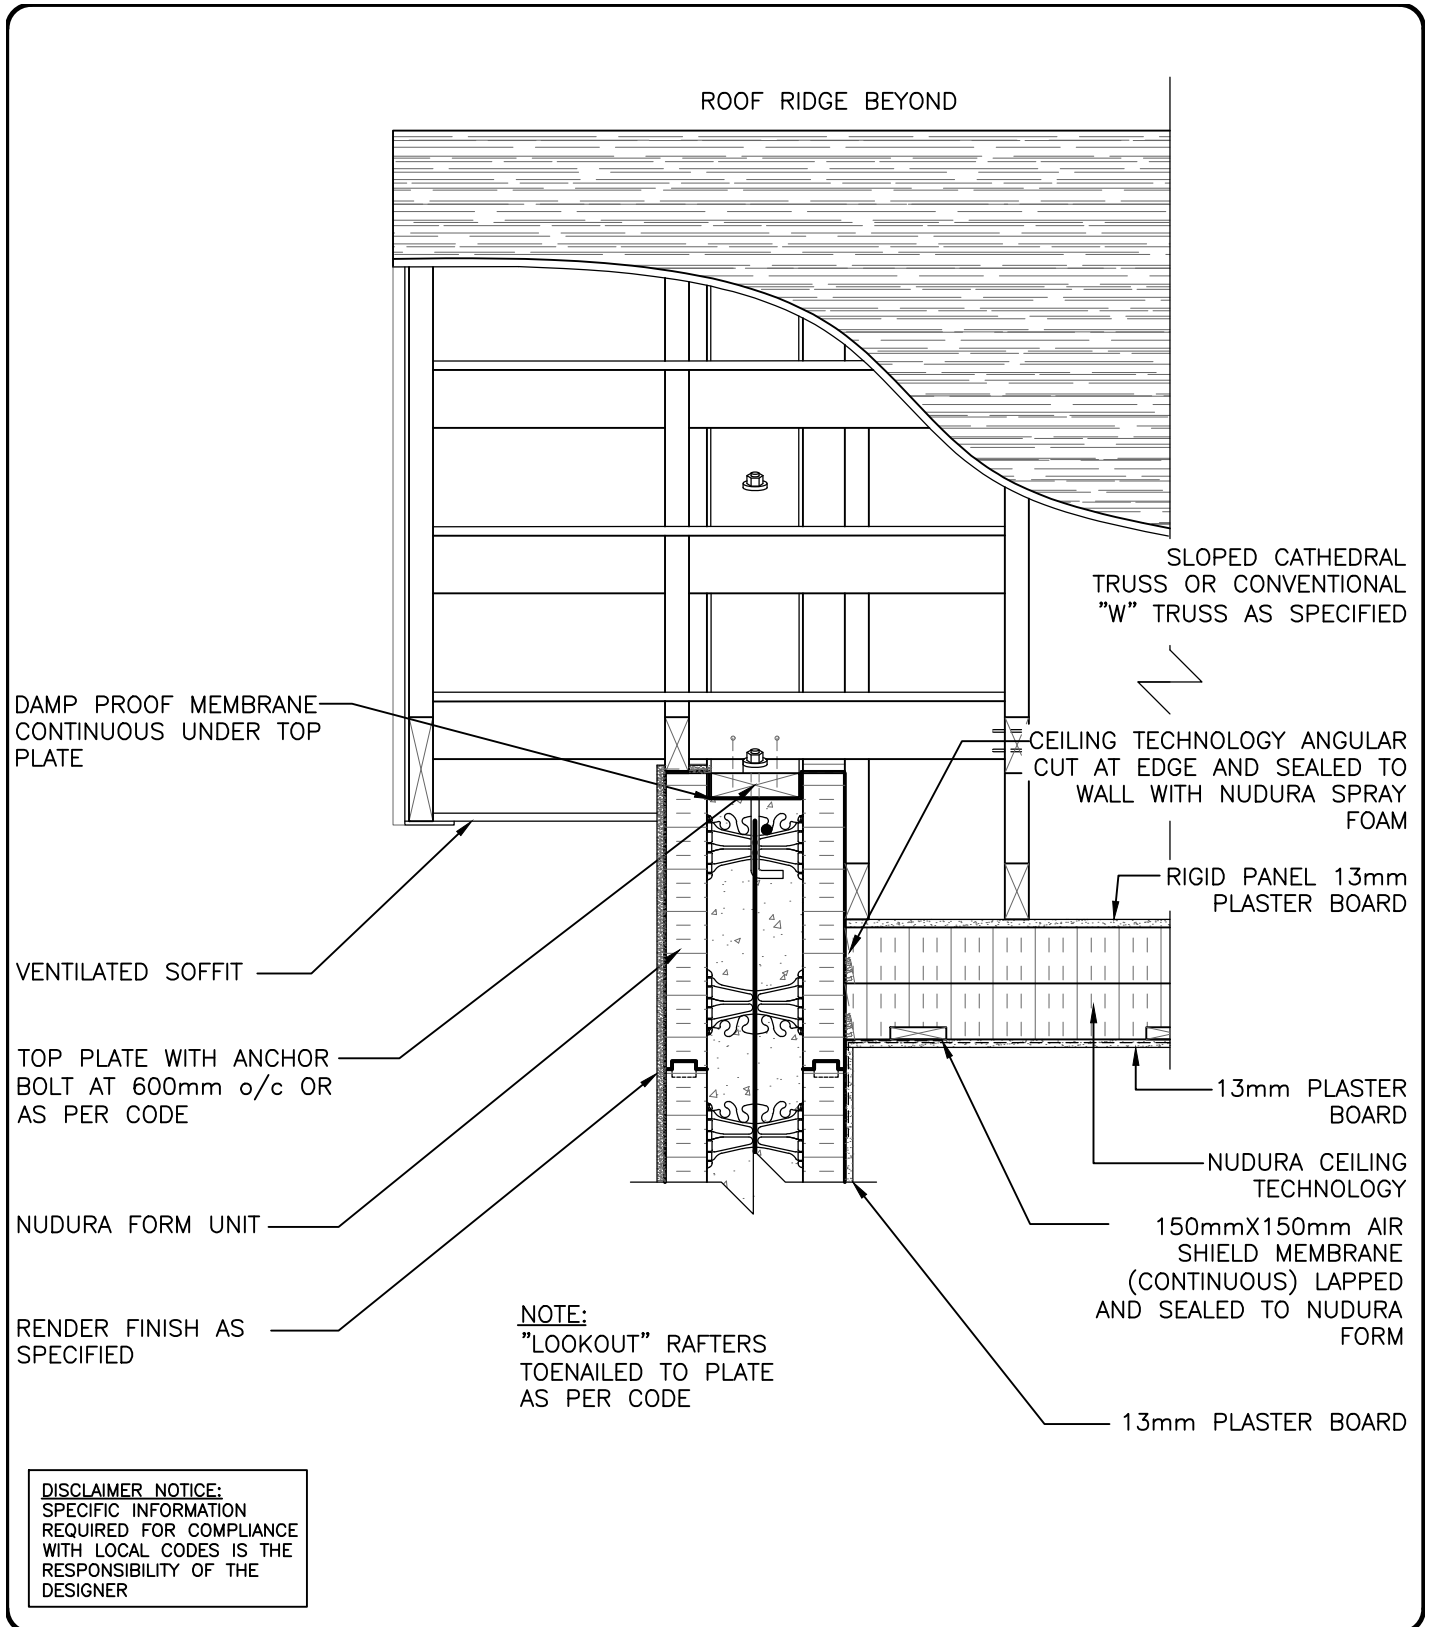 ROOF RIDGE BEYOND
SLOPED CATHEDRAL
TRUSS OR CONVENTIONAL
"W" TRUSS AS SPECIFIED
DAMP PROOF MEMBRANE
CONTINUOUS UNDER TOP
PLATE
CEILING TECHNOLOGY ANGULAR
CUT AT EDGE AND SEALED TO
WALL WITH NUDURA SPRAY
FOAM
RIGID PANEL 13mm
PLASTER BOARD
VENTILATED SOFFIT
TOP PLATE WITH ANCHOR
BOLT AT 600mm o/c OR
AS PER CODE
13mm PLASTER
BOARD
NUDURA CEILING
TECHNOLOGY
NUDURA FORM UNIT
150mmX150mm AIR
SHIELD MEMBRANE
(CONTINUOUS) LAPPED
AND SEALED TO NUDURA
FORM
RENDER FINISH AS
SPECIFIED
NOTE:
"LOOKOUT" RAFTERS
TOENAILED TO PLATE
AS PER CODE
13mm PLASTER BOARD
DISCLAIMER NOTICE:
SPECIFIC INFORMATION
REQUIRED FOR COMPLIANCE
WITH LOCAL CODES IS THE
RESPONSIBILITY OF THE
DESIGNER